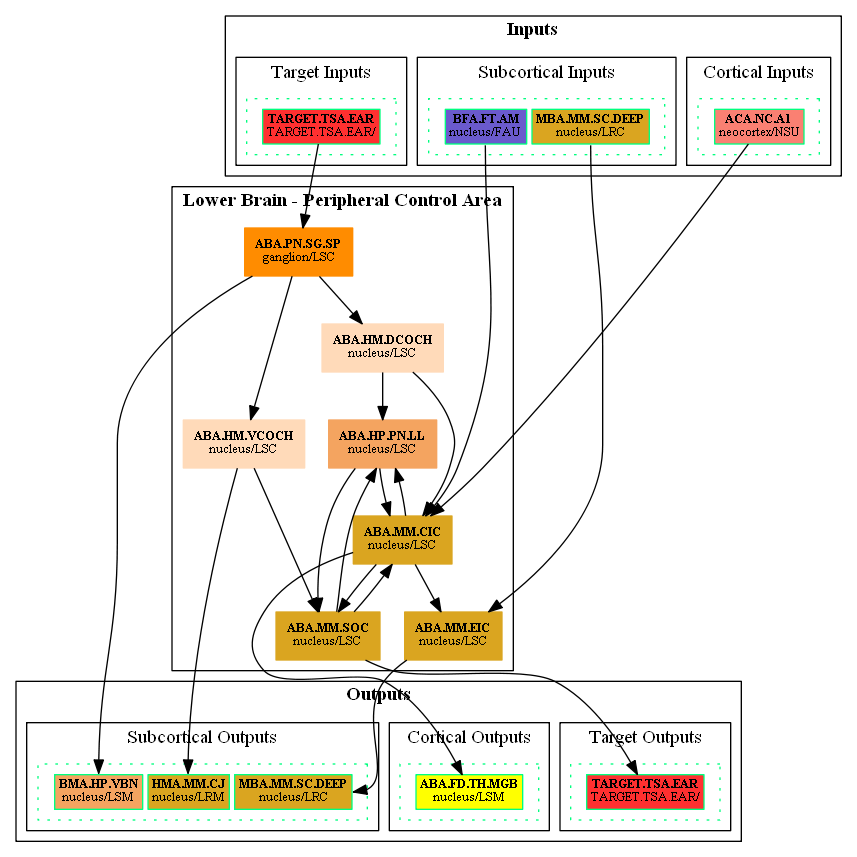 Inputs
Target Inputs
Subcortical Inputs
Cortical Inputs
TARGET.TSA.EAR
TARGET.TSA.EAR/
BFA.FT.AM
nucleus/FAU
MBA.MM.SC.DEEP
nucleus/LRC
ACA.NC.A1
neocortex/NSU
Lower Brain - Peripheral Control Area
ABA.PN.SG.SP
ganglion/LSC
ABA.HM.DCOCH
nucleus/LSC
ABA.HM.VCOCH
nucleus/LSC
ABA.HP.PN.LL
nucleus/LSC
ABA.MM.CIC
nucleus/LSC
ABA.MM.SOC
nucleus/LSC
ABA.MM.EIC
nucleus/LSC
Outputs
Subcortical Outputs
Cortical Outputs
Target Outputs
BMA.HP.VBN
nucleus/LSM
HMA.MM.CJ
nucleus/LRM
MBA.MM.SC.DEEP
nucleus/LRC
ABA.FD.TH.MGB
nucleus/LSM
TARGET.TSA.EAR
TARGET.TSA.EAR/